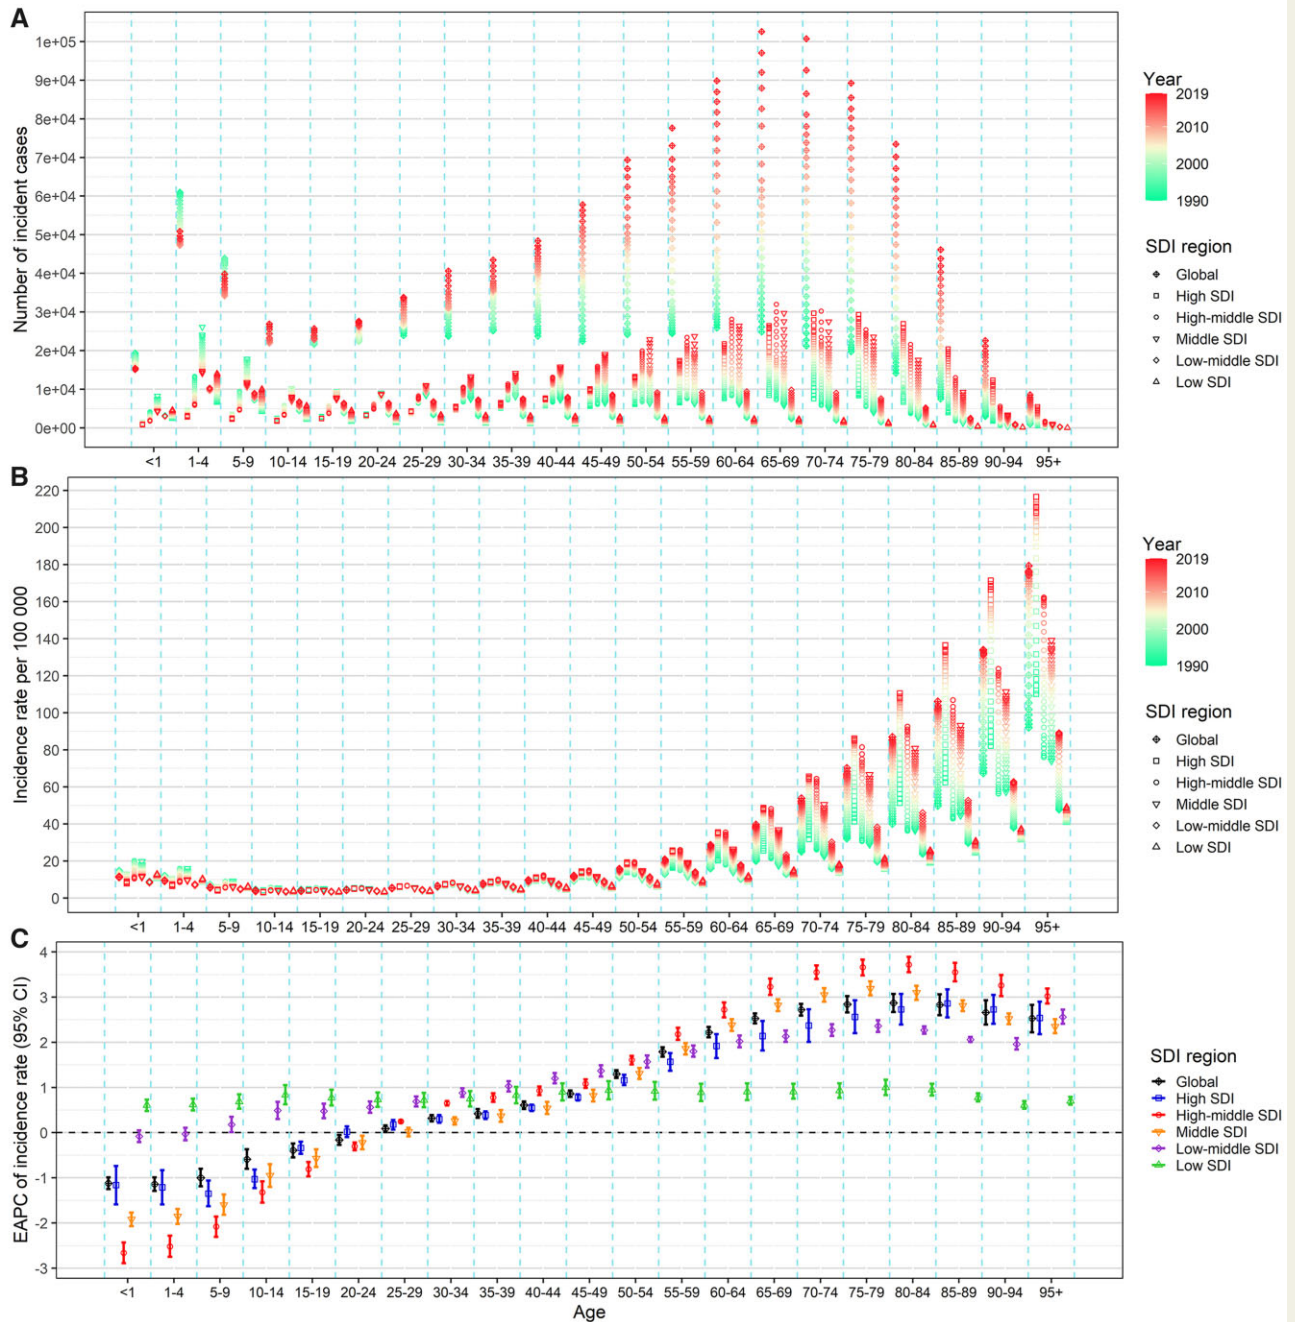 A
Number of incident cases
1e+05
9e+04
8e+04
7e+04
6e+04
5e+04
4e+04
3e+04
2e+04
1e+04
0e+00
<1 1-4 5-9 10-14 15-19 20-24 25-29 30-34 35-39 40-44 45-49 50-54 55-59 60-64 65-69 70-74 75-79 80-84 85-89 90-94 95+
Year
2019
2010
2000
1990
SDI region
Global
High SDI
High-middle SDI
Middle SDI
Low-middle SDI
Low SDI
B
Incidence rate per 100 000
220
200
180
160
140
120
100
80
60
40
20
0
<1 1-4 5-9 10-14 15-19 20-24 25-29 30-34 35-39 40-44 45-49 50-54 55-59 60-64 65-69 70-74 75-79 80-84 85-89 90-94 95+
Year
2019
2010
2000
1990
SDI region
Global
High SDI
High-middle SDI
Middle SDI
Low-middle SDI
Low SDI
C
EAPC of incidence rate (95% CI)
4
3
2
1
0
-1
-2
-3
<1 1-4 5-9 10-14 15-19 20-24 25-29 30-34 35-39 40-44 45-49 50-54 55-59 60-64 65-69 70-74 75-79 80-84 85-89 90-94 95+
Age
SDI region
Global
High SDI
High-middle SDI
Middle SDI
Low-middle SDI
Low SDI